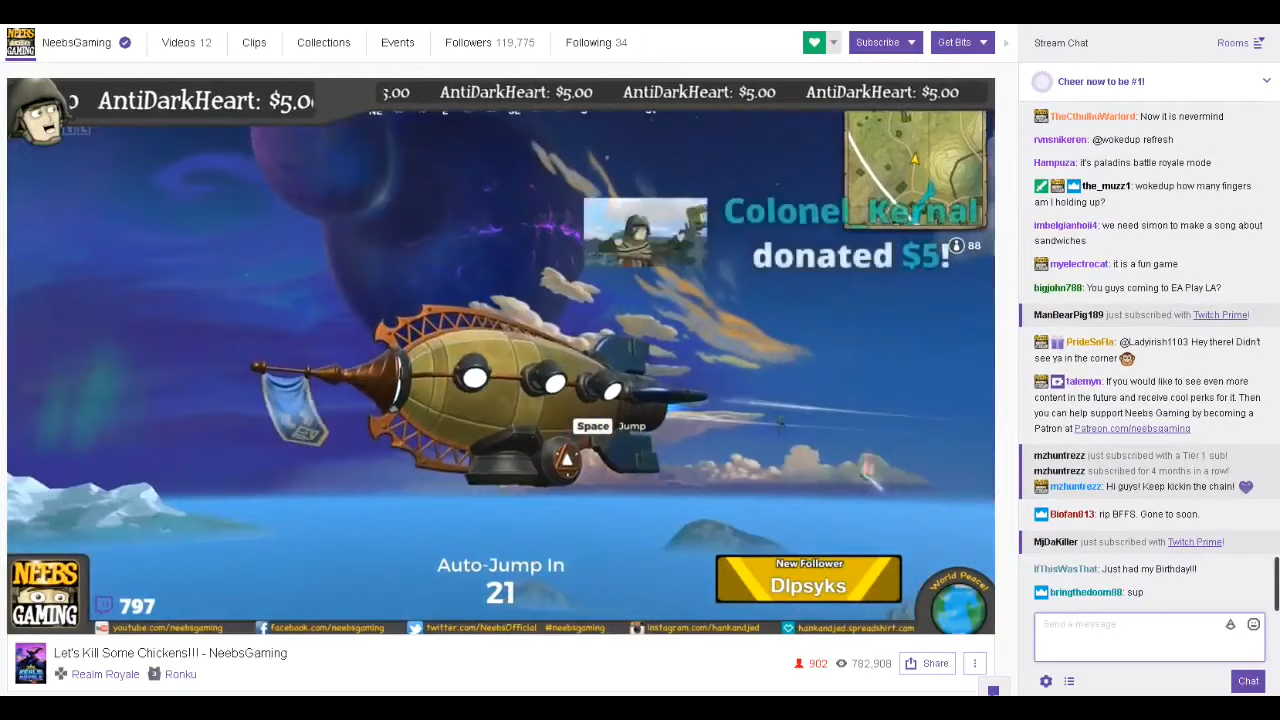 NEEBS GAMING
NeebsGaming
Videos 12
Clips
Collections
Events
Followers 119,775
Following 34
Subscribe
Get Bits
Stream Chat
Rooms
AntiDarkHeart: $5.0
AntiDarkHeart: $5.00 AntiDarkHeart: $5.00 AntiDarkHeart: $5.00
Colonel_Kernal
donated $5!
88
Space Jump
Auto-Jump In
21
New Follower
Dlpsyks
World Peace!
NEEBS
GAMING
797
youtube.com/neebsgaming
facebook.com/neebsgaming
twitter.com/NeebsOfficial #neebsgaming
instagram.com/hankandjed
hankandjed.spreadshirt.com
Let's Kill Some Chickens!!! - NeebsGaming
Realm Royale
Ronku
902
782,908
Share
Cheer now to be #1!
TheCthulhuWarlord: Now it is nevermind
rvnsnikeren: @wokedup refresh
Hampuza: it's paladins battle royale mode
the_muzz1: wokedup how many fingers
am I holding up?
imbelgianhoii4: we need simon to make a song about
sandwiches
myelectrocat: it is a fun game
bigjohn788: You guys coming to EA Play LA?
ManBearPig189 just subscribed with Twitch Prime!
PrideSoFla: @Ladyirish1103 Hey there! Didn't
see ya in the corner
talemyn: If you would like to see even more
content in the future and receive cool perks for it. Then
you can help support Neebs Gaming by becoming a
Patron at Patreon.com/neebsgaming
mzhuntrezz just subscribed with a Tier 1 sub!
mzhuntrezz subscribed for 4 months in a row!
mzhuntrezz: Hi guys! Keep kickin the chain!
Biofan813: rip BFFS. Gone to soon.
MjDaKiller just subscribed with Twitch Prime!
IfThisWasThat: Just had my Birthday!!!
bringthedoom88: sup
Send a message
Chat